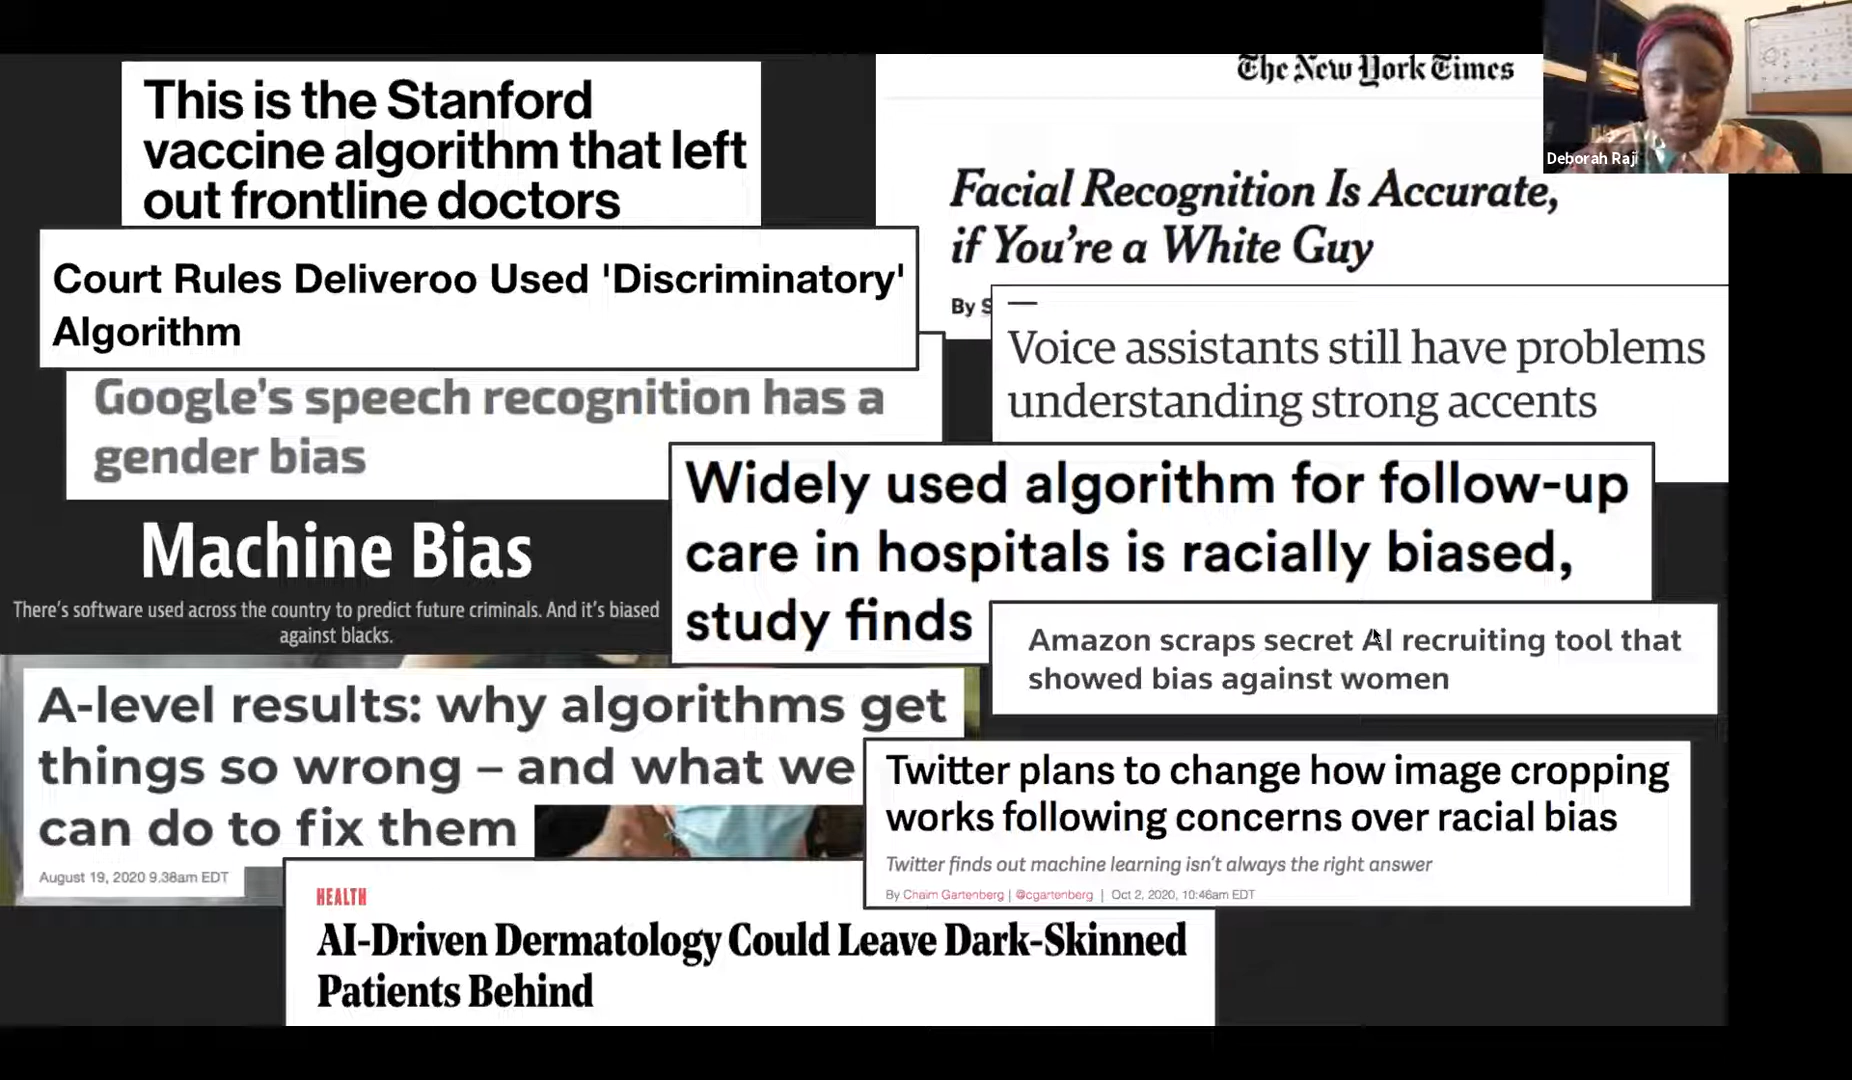 This is the Stanford
vaccine algorithm that left
out frontline doctors
The New York Times
Facial Recognition Is Accurate,
if You're a White Guy
By S
Deborah Raji
Court Rules Deliveroo Used 'Discriminatory'
Algorithm
Voice assistants still have problems
understanding strong accents
Google's speech recognition has a
gender bias
Widely used algorithm for follow-up
care in hospitals is racially biased,
study finds
Machine Bias
There's software used across the country to predict future criminals. And it's biased
against blacks.
Amazon scraps secret AI recruiting tool that
showed bias against women
A-level results: why algorithms get
things so wrong – and what we
can do to fix them
August 19, 2020 9.38am EDT
Twitter plans to change how image cropping
works following concerns over racial bias
Twitter finds out machine learning isn't always the right answer
By Chaim Gartenberg | @cgartenberg | Oct 2, 2020, 10:46am EDT
HEALTH
AI-Driven Dermatology Could Leave Dark-Skinned
Patients Behind